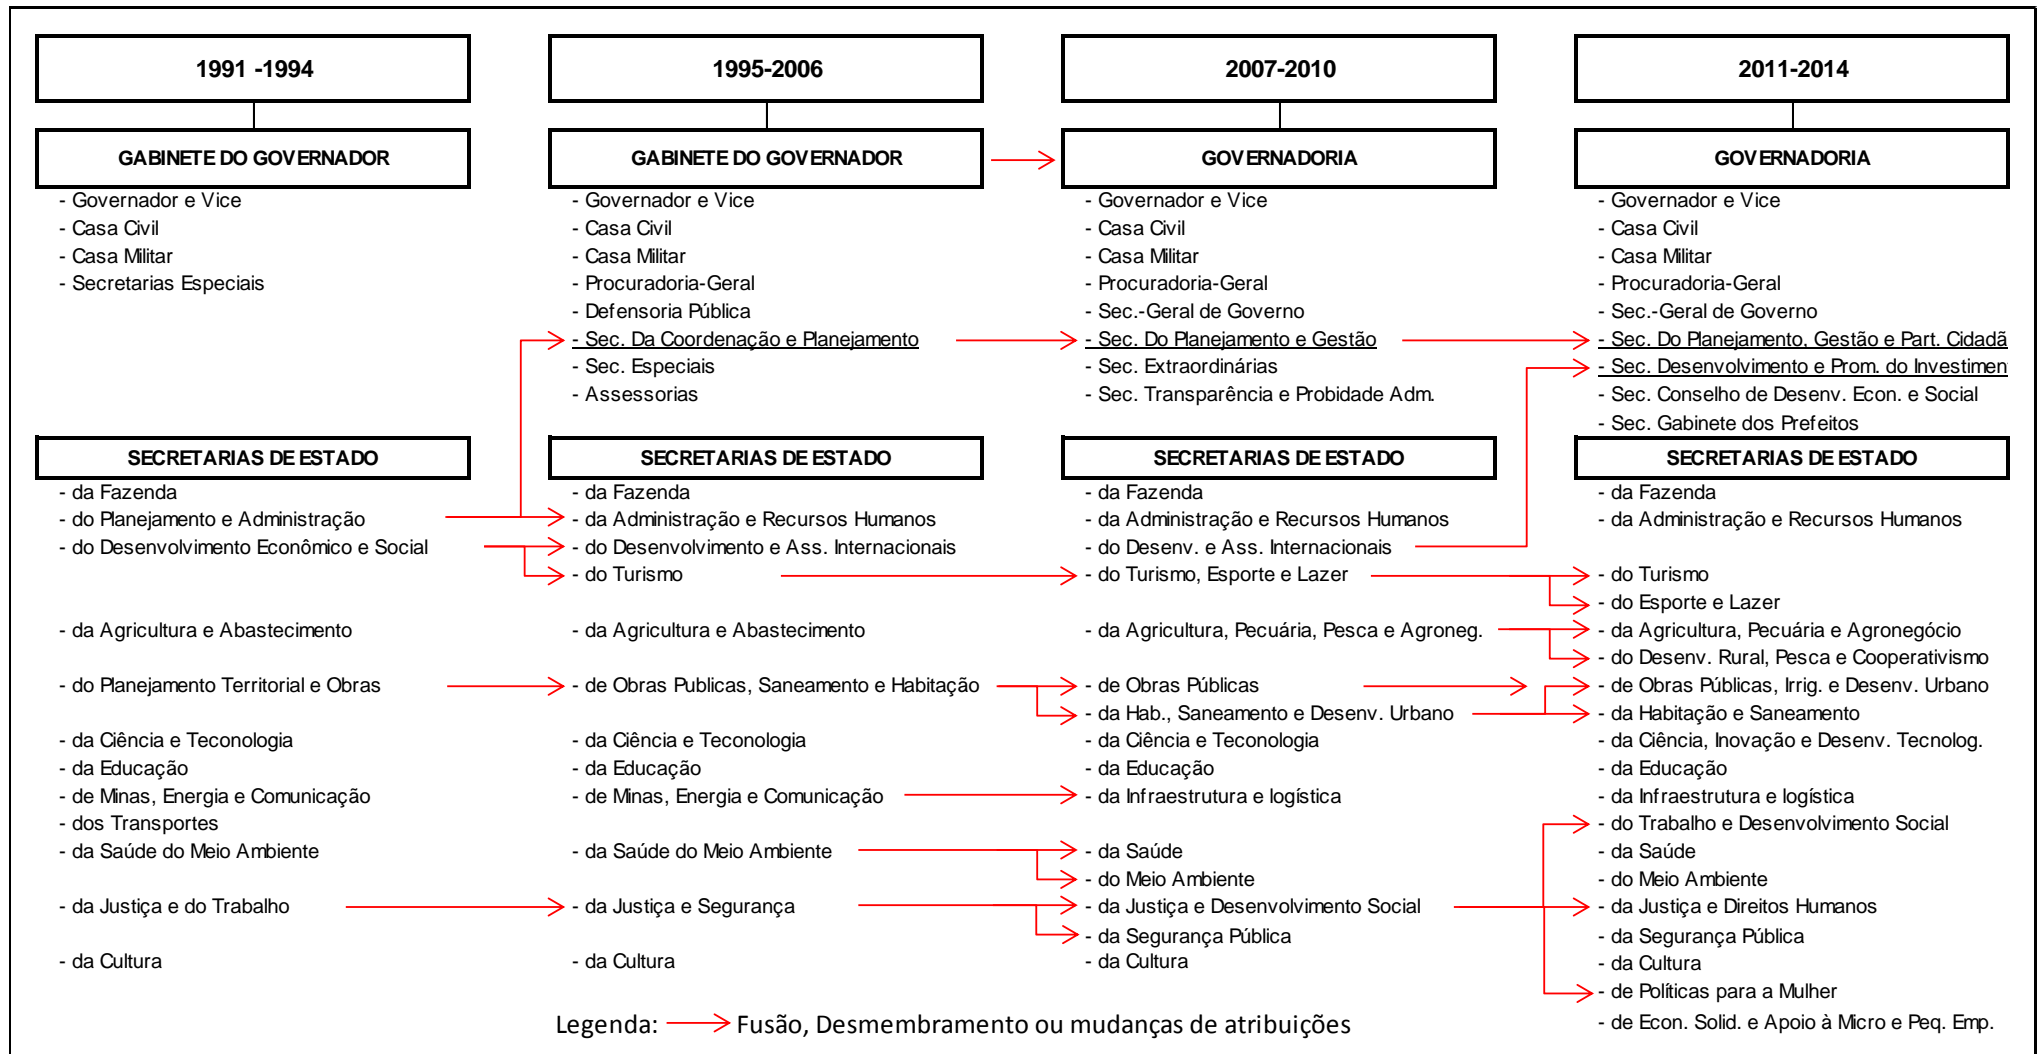 1991 -1994
GABINETE DO GOVERNADOR
- Governador e Vice
- Casa Civil
- Casa Militar
- Secretarias Especiais
SECRETARIAS DE ESTADO
- da Fazenda
- do Planejamento e Administração
- do Desenvolvimento Econômico e Social
- da Agricultura e Abastecimento
- do Planejamento Territorial e Obras
- da Ciência e Teconologia
- da Educação
- de Minas, Energia e Comunicação
- dos Transportes
- da Saúde do Meio Ambiente
- da Justiça e do Trabalho
- da Cultura
1995-2006
GABINETE DO GOVERNADOR
- Governador e Vice
- Casa Civil
- Casa Militar
- Procuradoria-Geral
- Defensoria Pública
- Sec. Da Coordenação e Planejamento
- Sec. Especiais
- Assessorias
SECRETARIAS DE ESTADO
- da Fazenda
- da Administração e Recursos Humanos
- do Desenvolvimento e Ass. Internacionais
- do Turismo
- da Agricultura e Abastecimento
- de Obras Publicas, Saneamento e Habitação
- da Ciência e Teconologia
- da Educação
- de Minas, Energia e Comunicação
- da Saúde do Meio Ambiente
- da Justiça e Segurança
- da Cultura
2007-2010
GOVERNADORIA
- Governador e Vice
- Casa Civil
- Casa Militar
- Procuradoria-Geral
- Sec.-Geral de Governo
- Sec. Do Planejamento e Gestão
- Sec. Extraordinárias
- Sec. Transparência e Probidade Adm.
SECRETARIAS DE ESTADO
- da Fazenda
- da Administração e Recursos Humanos
- do Desenv. e Ass. Internacionais
- do Turismo, Esporte e Lazer
- da Agricultura, Pecuária, Pesca e Agroneg.
- de Obras Públicas
- da Hab., Saneamento e Desenv. Urbano
- da Ciência e Teconologia
- da Educação
- da Infraestrutura e logística
- da Saúde
- do Meio Ambiente
- da Justiça e Desenvolvimento Social
- da Segurança Pública
- da Cultura
2011-2014
GOVERNADORIA
- Governador e Vice
- Casa Civil
- Casa Militar
- Procuradoria-Geral
- Sec.-Geral de Governo
- Sec. Do Planejamento, Gestão e Part. Cidadã
- Sec. Desenvolvimento e Prom. do Investimen
- Sec. Conselho de Desenv. Econ. e Social
- Sec. Gabinete dos Prefeitos
SECRETARIAS DE ESTADO
- da Fazenda
- da Administração e Recursos Humanos
- do Turismo
- do Esporte e Lazer
- da Agricultura, Pecuária e Agronegócio
- do Desenv. Rural, Pesca e Cooperativismo
- de Obras Públicas, Irrig. e Desenv. Urbano
- da Habitação e Saneamento
- da Ciência, Inovação e Desenv. Tecnolog.
- da Educação
- da Infraestrutura e logística
- do Trabalho e Desenvolvimento Social
- da Saúde
- do Meio Ambiente
- da Justiça e Direitos Humanos
- da Segurança Pública
- da Cultura
- de Políticas para a Mulher
- de Econ. Solid. e Apoio à Micro e Peq. Emp.
Legenda: Fusão, Desmembramento ou mudanças de atribuições